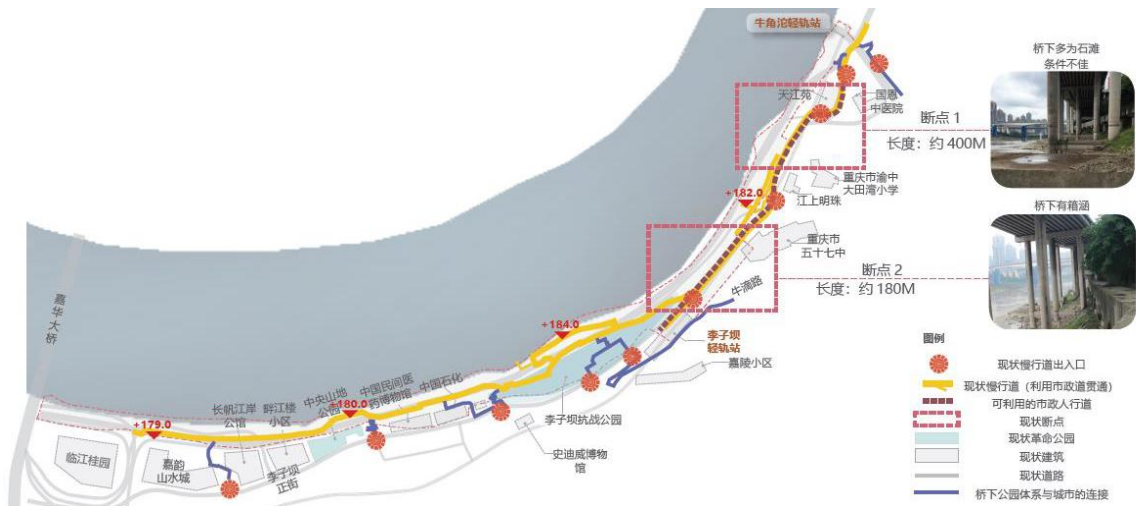 牛角沱轻轨站
天江苑
国恩
中医院
断点 1
长度：约 400M
桥下多为石滩
条件不佳
重庆市渝中
大田湾小学
+182.0
江上明珠
桥下有箱涵
重庆市
五十七中
断点 2
长度：约 180M
牛滴路
嘉华大桥
+184.0
李子坝
轻轨站
嘉陵小区
中国石化
中国民间医
药博物馆
中央山地
公园
+180.0
长帆江岸
公馆
畔江楼
小区
+179.0
李子坝抗战公园
临江桂园
嘉韵
山水城
李子坝
正街
史迪威博物
馆
图例
现状慢行道出入口
现状慢行道（利用市政道贯通）
可利用的市政人行道
现状断点
现状革命公园
现状建筑
现状道路
桥下公园体系与城市的连接